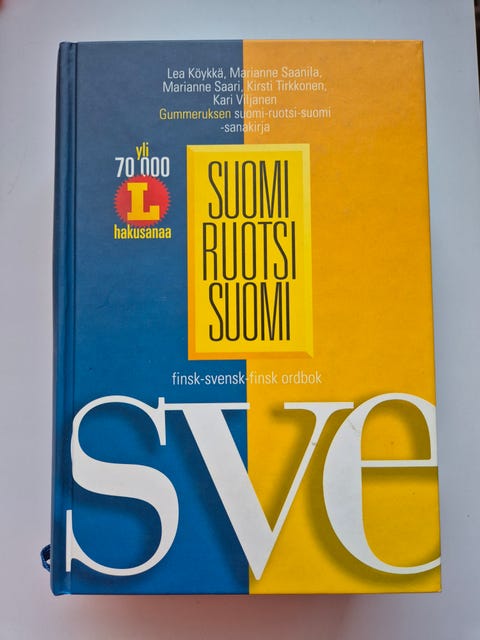 Lea Köykkä, Marianne Saanila,
Marianne Saari, Kirsti Tirkkonen,
Kari Viljanen
Gummeruksen suomi-ruotsi-suomi
-sanakirja
yli
70 000
L
hakusanaa
SUOMI
RUOTSI
SUOMI
finsk-svensk-finsk ordbok
sve